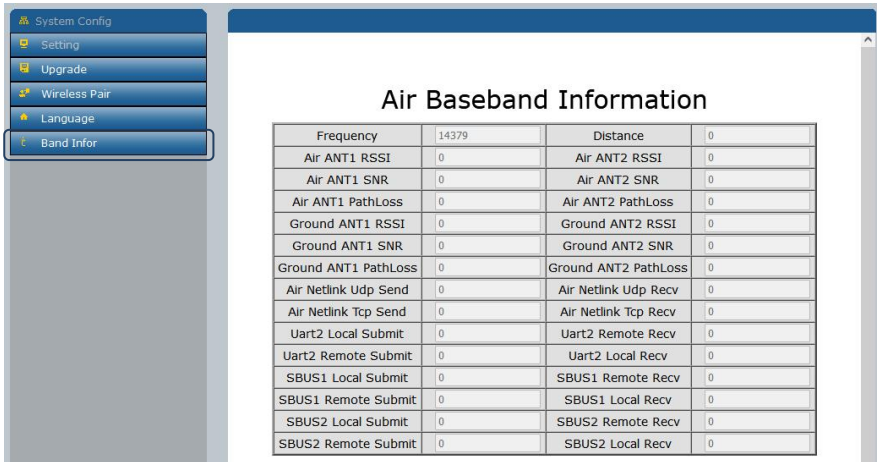 System Config
Setting
Upgrade
Wireless Pair
Language
Band Infor
Air Baseband Information
Frequency 14379 Distance 0
Air ANT1 RSSI 0 Air ANT2 RSSI 0
Air ANT1 SNR 0 Air ANT2 SNR 0
Air ANT1 PathLoss 0 Air ANT2 PathLoss 0
Ground ANT1 RSSI 0 Ground ANT2 RSSI 0
Ground ANT1 SNR 0 Ground ANT2 SNR 0
Ground ANT1 PathLoss 0 Ground ANT2 PathLoss 0
Air Netlink Udp Send 0 Air Netlink Udp Recv 0
Air Netlink Tcp Send 0 Air Netlink Tcp Recv 0
Uart2 Local Submit 0 Uart2 Remote Recv 0
Uart2 Remote Submit 0 Uart2 Local Recv 0
SBUS1 Local Submit 0 SBUS1 Remote Recv 0
SBUS1 Remote Submit 0 SBUS1 Local Recv 0
SBUS2 Local Submit 0 SBUS2 Remote Recv 0
SBUS2 Remote Submit 0 SBUS2 Local Recv 0